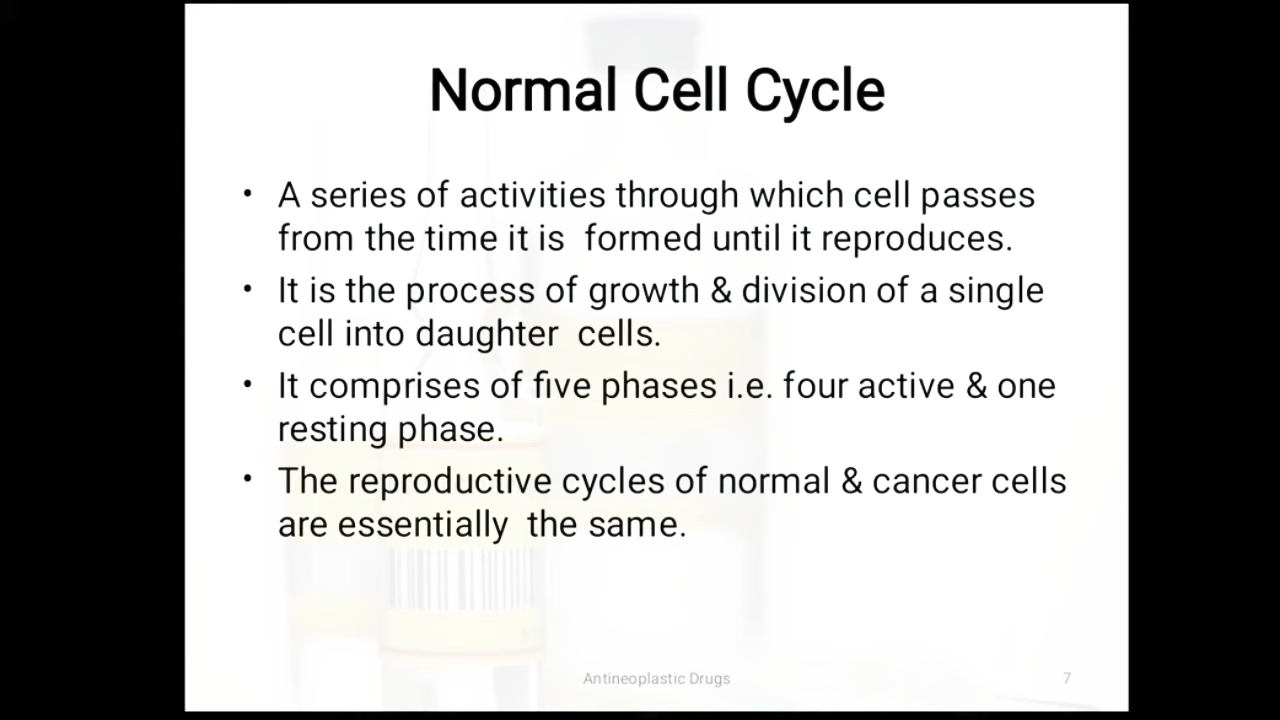 Normal Cell Cycle
• A series of activities through which cell passes
from the time it is  formed until it reproduces.
• It is the process of growth & division of a single
cell into daughter  cells.
• It comprises of five phases i.e. four active & one
resting phase.
• The reproductive cycles of normal & cancer cells
are essentially  the same.
Antineoplastic Drugs 7